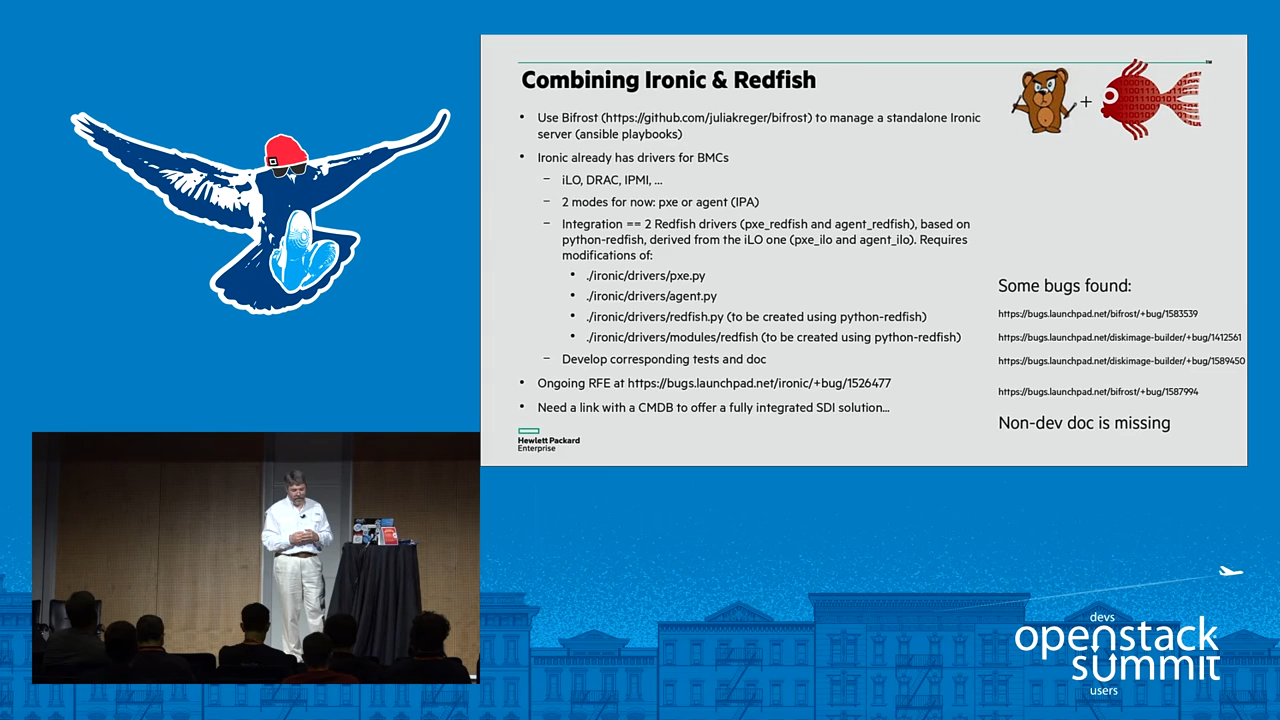 Combining Ironic & Redfish
+
™
• Use Bifrost (https://github.com/juliakreger/bifrost) to manage a standalone Ironic
server (ansible playbooks)
• Ironic already has drivers for BMCs
– iLO, DRAC, IPMI, ...
– 2 modes for now: pxe or agent (IPA)
– Integration == 2 Redfish drivers (pxe_redfish and agent_redfish), based on
python-redfish, derived from the iLO one (pxe_ilo and agent_ilo). Requires
modifications of:
• ./ironic/drivers/pxe.py
• ./ironic/drivers/agent.py
• ./ironic/drivers/redfish.py (to be created using python-redfish)
• ./ironic/drivers/modules/redfish (to be created using python-redfish)
– Develop corresponding tests and doc
• Ongoing RFE at https://bugs.launchpad.net/ironic/+bug/1526477
• Need a link with a CMDB to offer a fully integrated SDI solution...
Some bugs found:
https://bugs.launchpad.net/bifrost/+bug/1583539
https://bugs.launchpad.net/diskimage-builder/+bug/1412561
https://bugs.launchpad.net/diskimage-builder/+bug/1589450
https://bugs.launchpad.net/bifrost/+bug/1587994
Non-dev doc is missing
Hewlett Packard
Enterprise
devs
openstack
summit
users